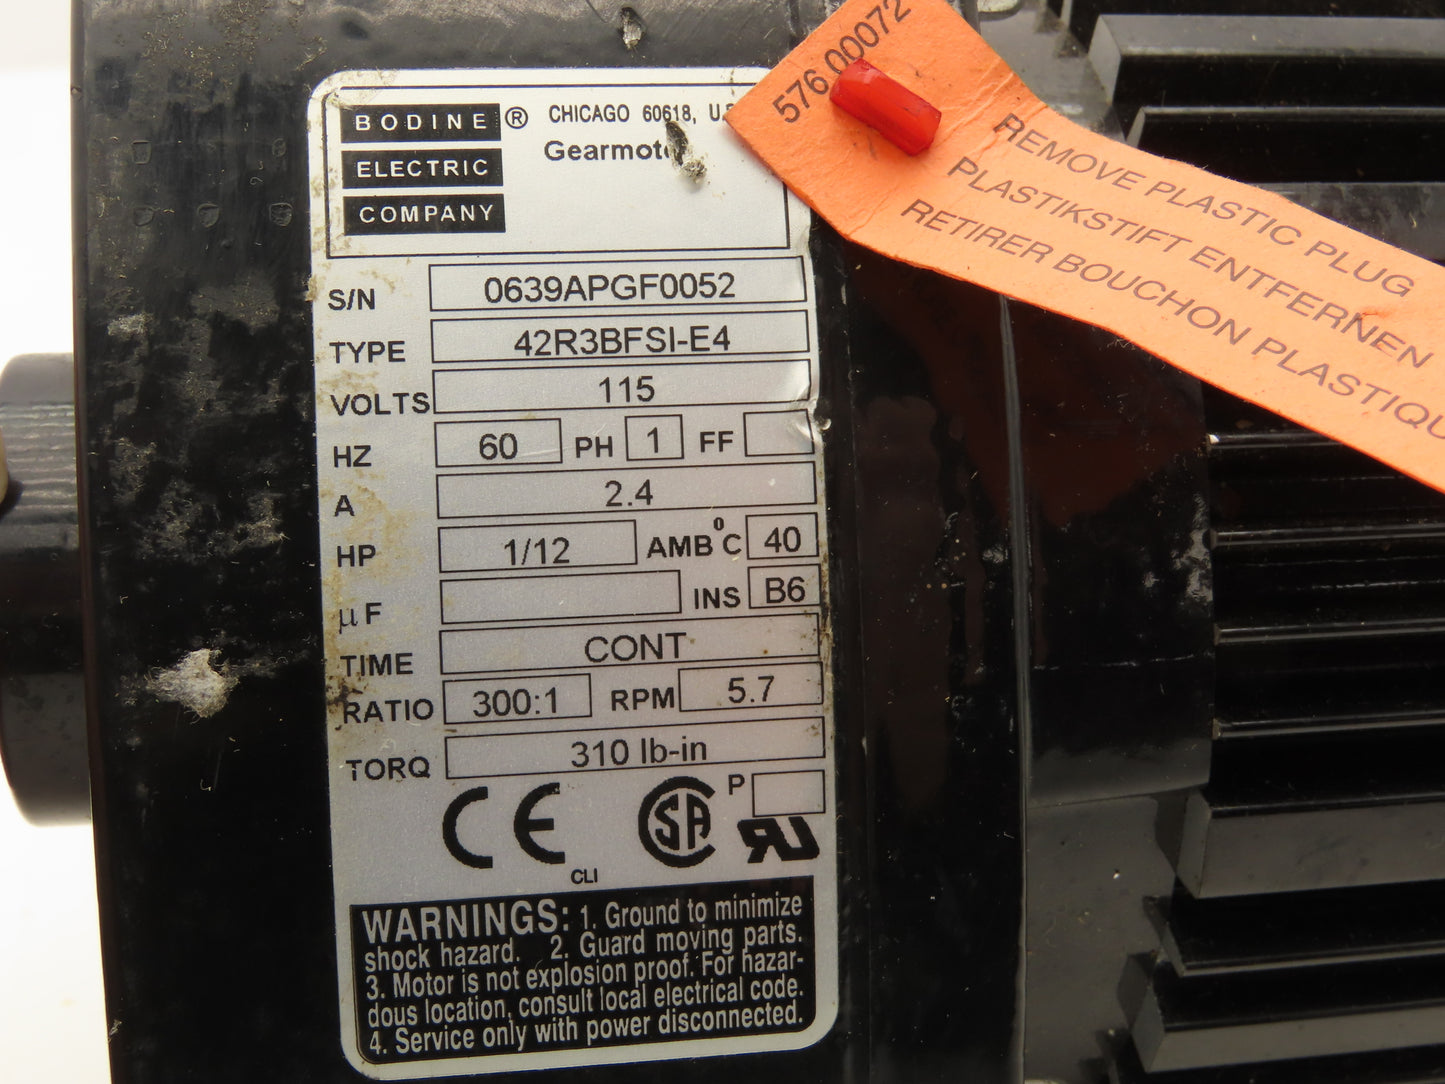 BODINE ® CHICAGO 60618, U.S
ELECTRIC Gearmotor
COMPANY
S/N 0639APGF0052
TYPE 42R3BFSI-E4
VOLTS 115
HZ 60 PH 1 FF
A 2.4
HP 1/12 AMB°C 40
µF INS B6
TIME CONT
RATIO 300:1 RPM 5.7
TORQ 310 lb-in
CE SA P
RU
CLI
WARNINGS: 1. Ground to minimize
shock hazard. 2. Guard moving parts.
3. Motor is not explosion proof. For hazar-
dous location, consult local electrical code.
4. Service only with power disconnected.
576 00072
REMOVE PLASTIC PLUG
PLASTIKSTIFT ENTFERNEN
RETIRER BOUCHON PLASTIQU